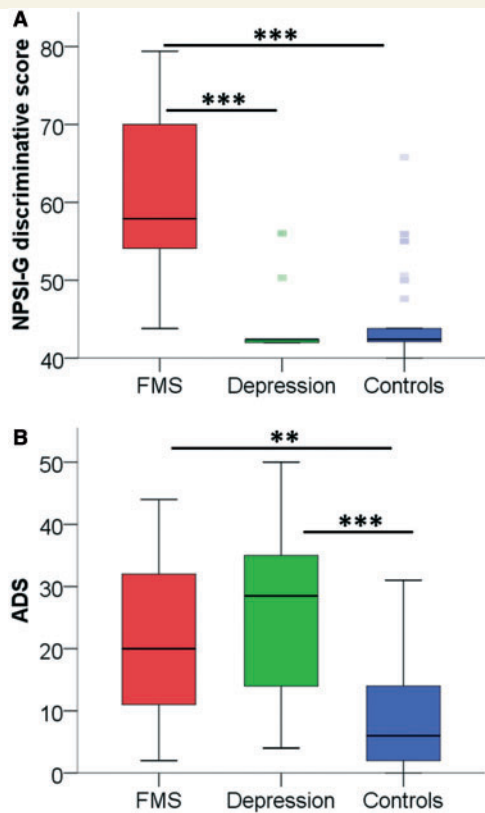 A
NPSI-G discriminative score
80
70
60
50
40
***
***
FMS Depression Controls
B
ADS
50
40
30
20
10
0
**
***
FMS Depression Controls